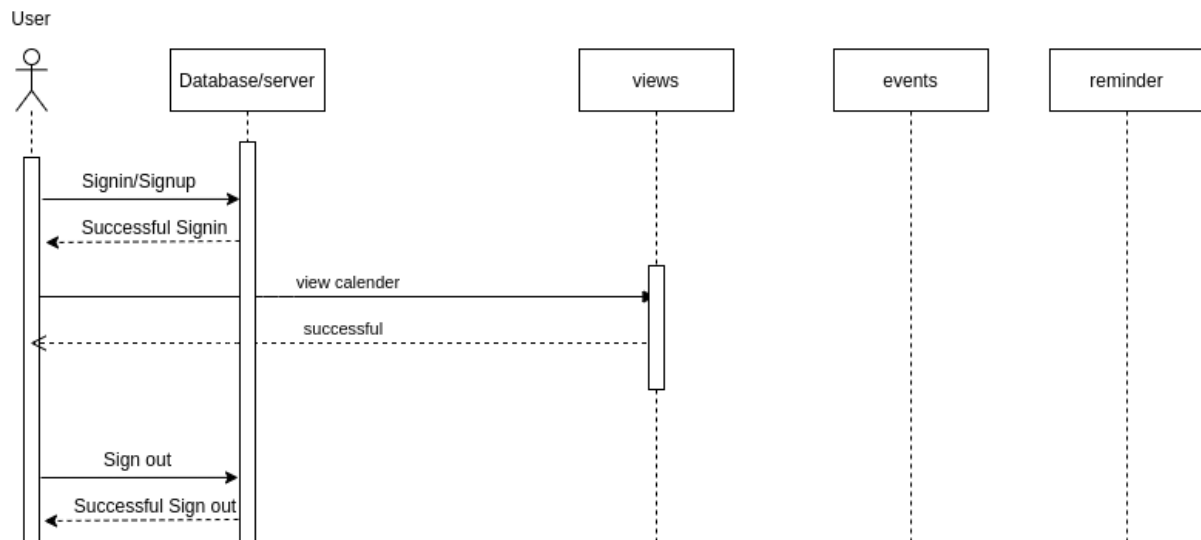 User
Database/server
views
events
reminder
Signin/Signup
Successful Signin
view calender
successful
Sign out
Successful Sign out